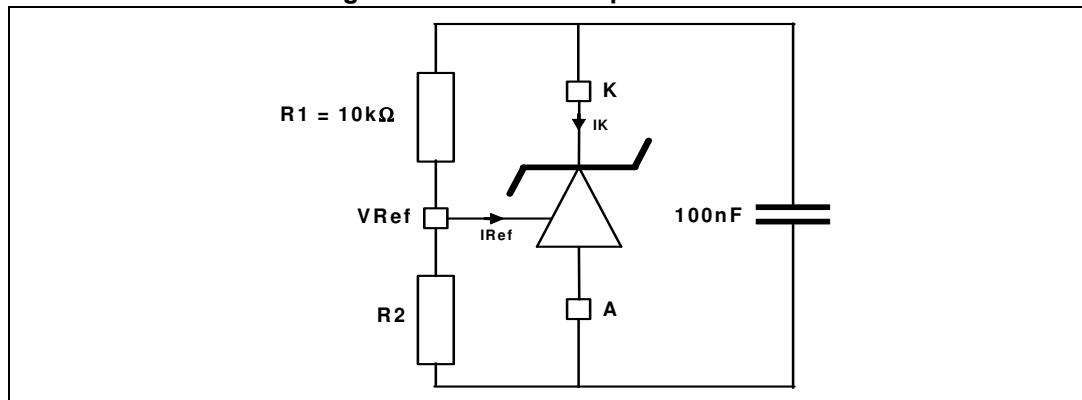 K
IK
R1 = 10kΩ
VRef
IRef
100nF
R2
A